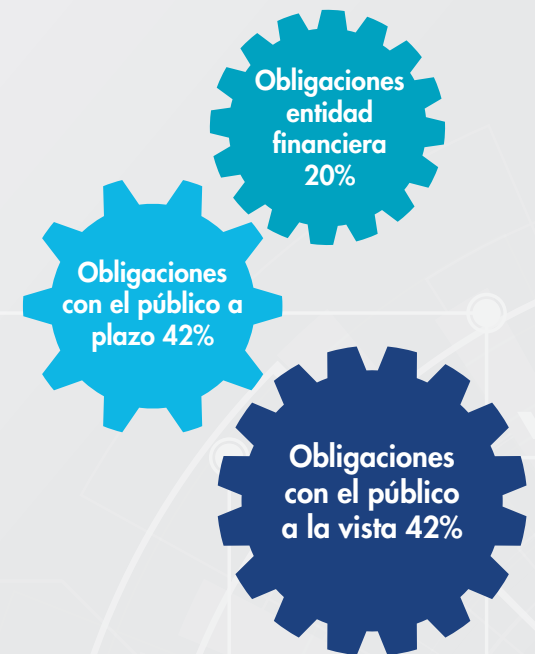 Obligaciones
entidad
financiera
20%
Obligaciones
con el público a
plazo 42%
Obligaciones
con el público
a la vista 42%